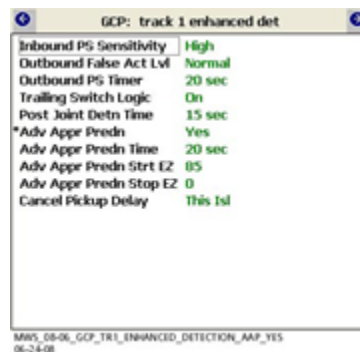 GCP: track 1 enhanced det
Inbound PS Sensitivity High
Outbound False Act Lvl Normal
Outbound PS Timer 20 sec
Trailing Switch Logic On
Post Joint Detn Time 15 sec
*Adv Appr Predn Yes
Adv Appr Predn Time 20 sec
Adv Appr Predn Strt EZ 85
Adv Appr Predn Stop EZ 0
Cancel Pickup Delay This Isl
MWS_08-06_GCP_TR1_ENHANCED_DETECTION_AAP_YES
06-24-08